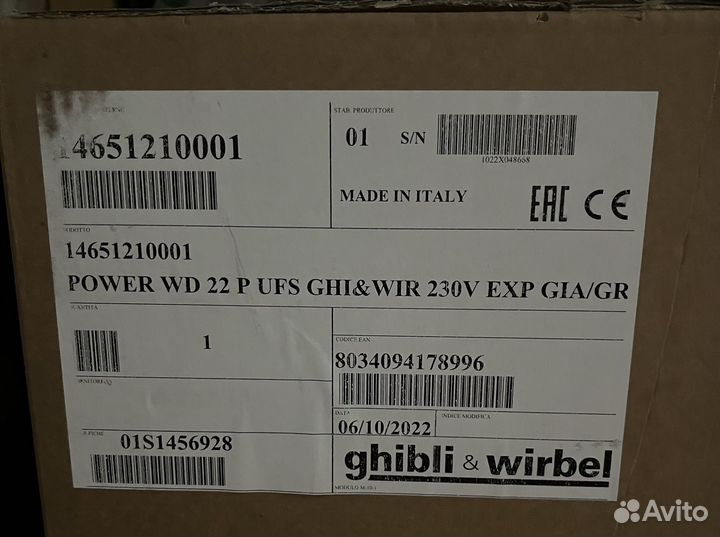 14651210001
STAB. PRODUTTORE
01 S/N
1022X048668
MADE IN ITALY
EAC CE
14651210001
POWER WD 22 P UFS GHI&WIR 230V EXP GIA/GR
1
CODICE EAN
8034094178996
DATA
INDICE MODIFICA
06/10/2022
01S1456928
ghibli & wirbel
Avito